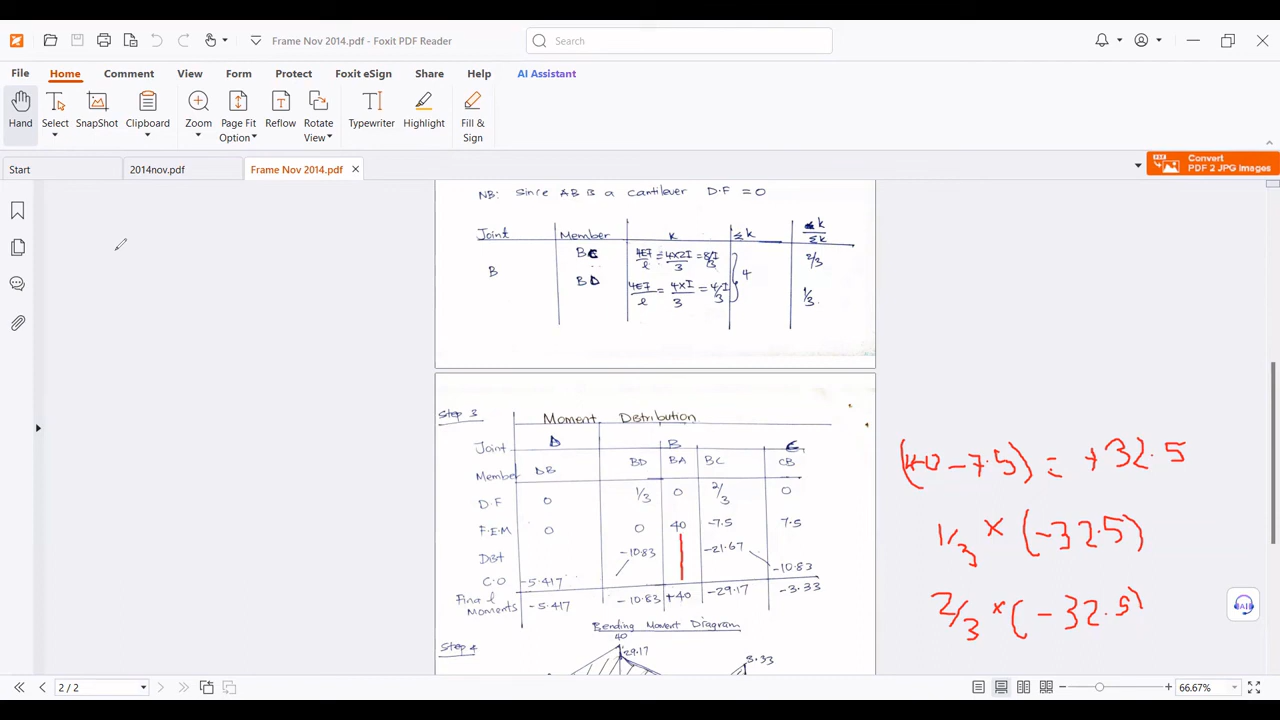 Frame Nov 2014.pdf - Foxit PDF Reader
Search
File Home Comment View Form Protect Foxit eSign Share Help AI Assistant
Hand Select SnapShot Clipboard Zoom Page Fit Option Reflow Rotate View Typewriter Highlight Fill & Sign
Start 2014nov.pdf Frame Nov 2014.pdf
Convert
PDF 2 JPG Images
NB: Since AB is a cantilever D.F = 0
Joint Member K ≤k k/≤k
B BC 4EI/l = 4x2I/3 = 8/3 I 2/3
4
BD 4EI/l = 4xI/3 = 4/3 I 1/3
Step 3 Moment Distribution
Joint D B C
Member DB BD BA BC CB
D.F 0 1/3 0 2/3 0
F.E.M 0 0 40 -7.5 7.5
Dist -10.83 -21.67
C.O -5.417 -10.83
Final Moments -5.417 -10.83 +40 -29.17 -3.33
Bending Moment Diagram
Step 4
40
29.17
3.33
(40-7.5) = +32.5
1/3 x (-32.5)
2/3 x (-32.5)
2 / 2
66.67%